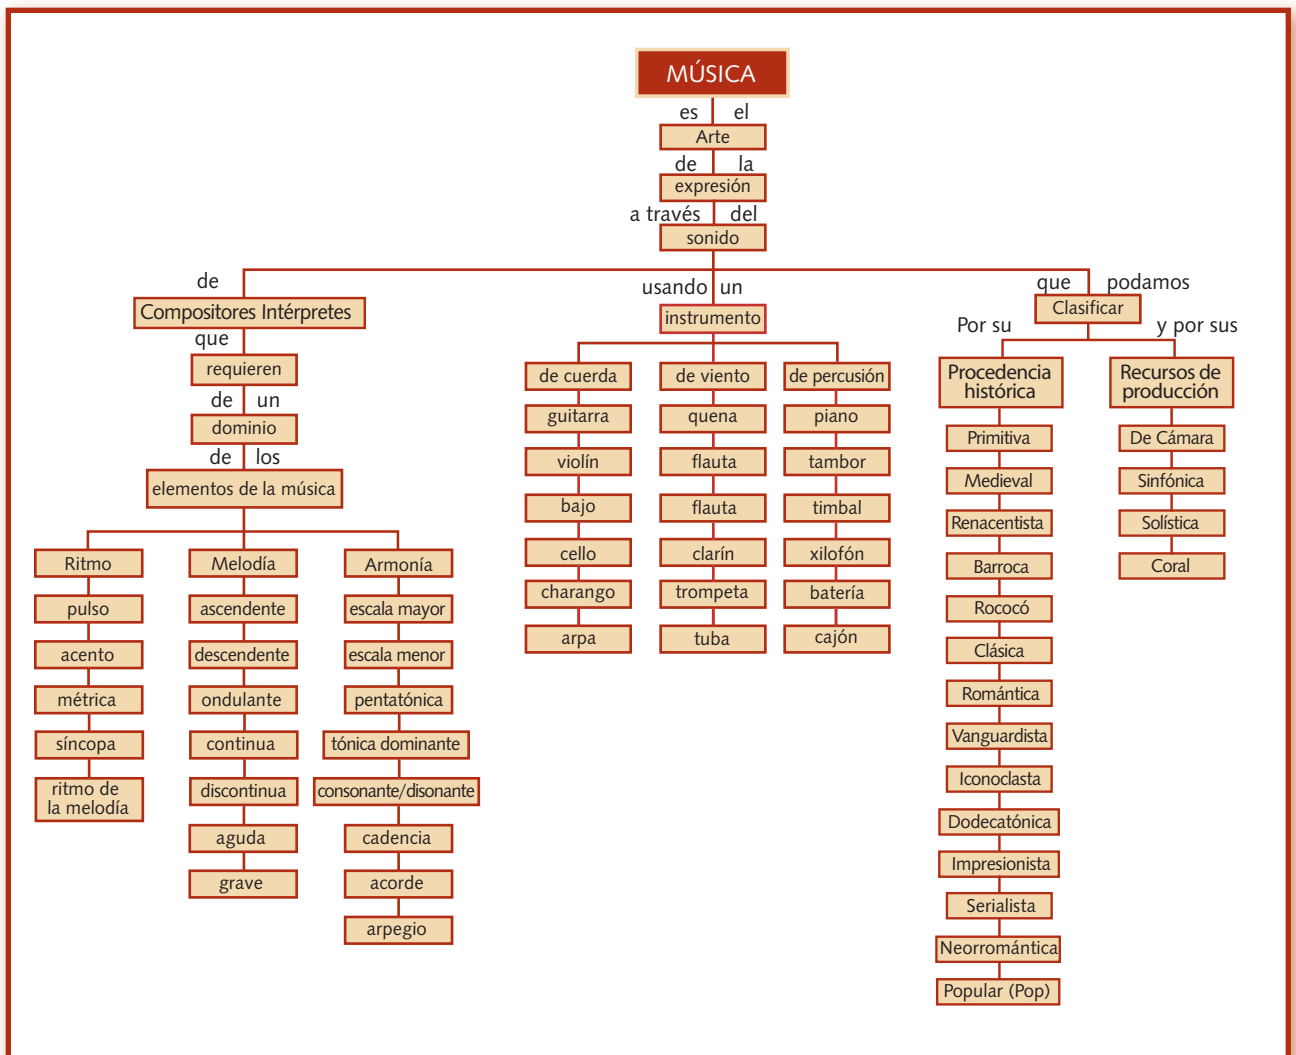 MÚSICA
es el
Arte
de la
expresión
a través del
sonido
de
Compositores Intérpretes
que
requieren
de un
dominio
de los
elementos de la música
Ritmo
pulso
acento
métrica
síncopa
ritmo de
la melodía
Melodía
ascendente
descendente
ondulante
continua
discontinua
aguda
grave
Armonía
escala mayor
escala menor
pentatónica
tónica dominante
consonante/disonante
cadencia
acorde
arpegio
usando un
instrumento
de cuerda
guitarra
violín
bajo
cello
charango
arpa
de viento
quena
flauta
flauta
clarín
trompeta
tuba
de percusión
piano
tambor
timbal
xilofón
batería
cajón
que podamos
Clasificar
Por su
Procedencia
histórica
Primitiva
Medieval
Renacentista
Barroca
Rococó
Clásica
Romántica
Vanguardista
Iconoclasta
Dodecatónica
Impresionista
Serialista
Neorromántica
Popular (Pop)
y por sus
Recursos de
producción
De Cámara
Sinfónica
Solística
Coral